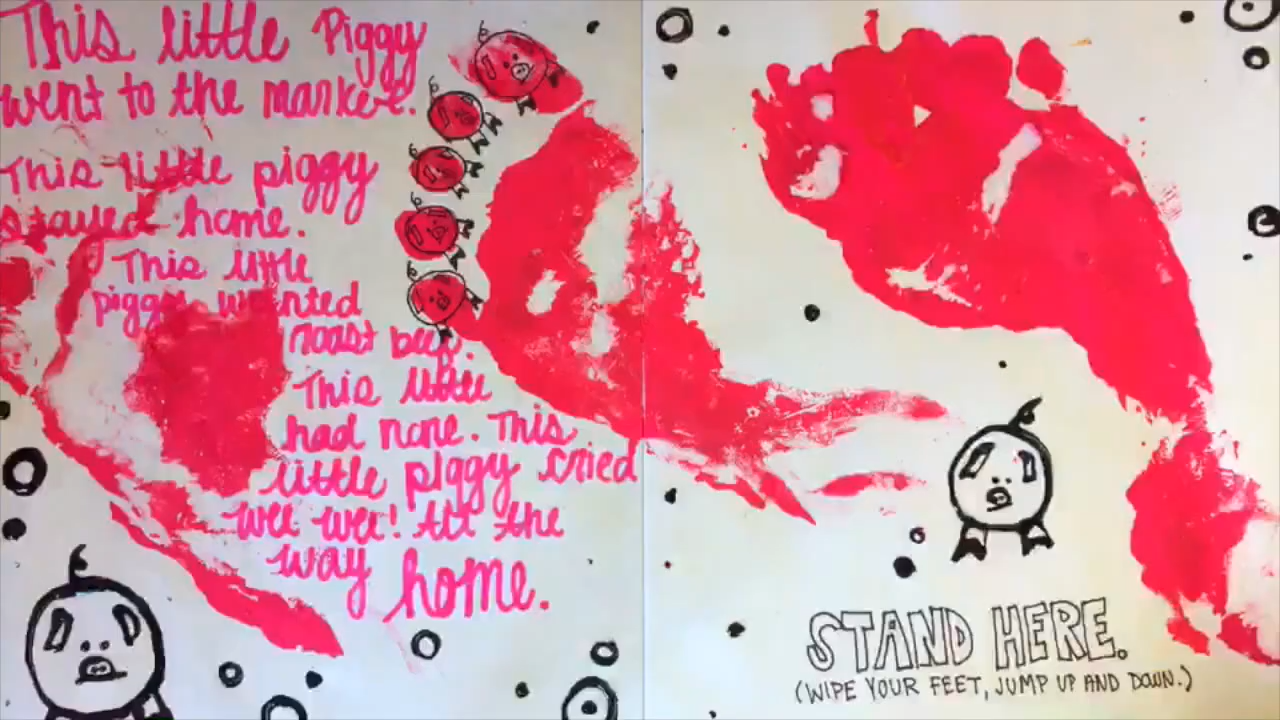 This little Piggy
went to the market.
This little piggy
stayed home.
This little
piggy wanted
roast beef.
This little
had none. This
little piggy cried
wee wee! All the
way home.
STAND HERE.
(WIPE YOUR FEET, JUMP UP AND DOWN.)